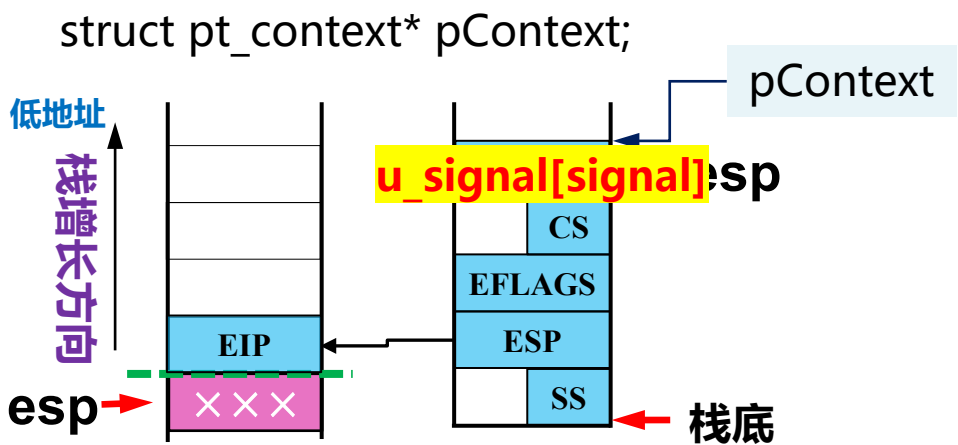 struct pt_context* pContext;
pContext
低地址
栈增长方向
u_signal[signal]
esp
CS
EFLAGS
EIP
ESP
esp
×××
SS
栈底